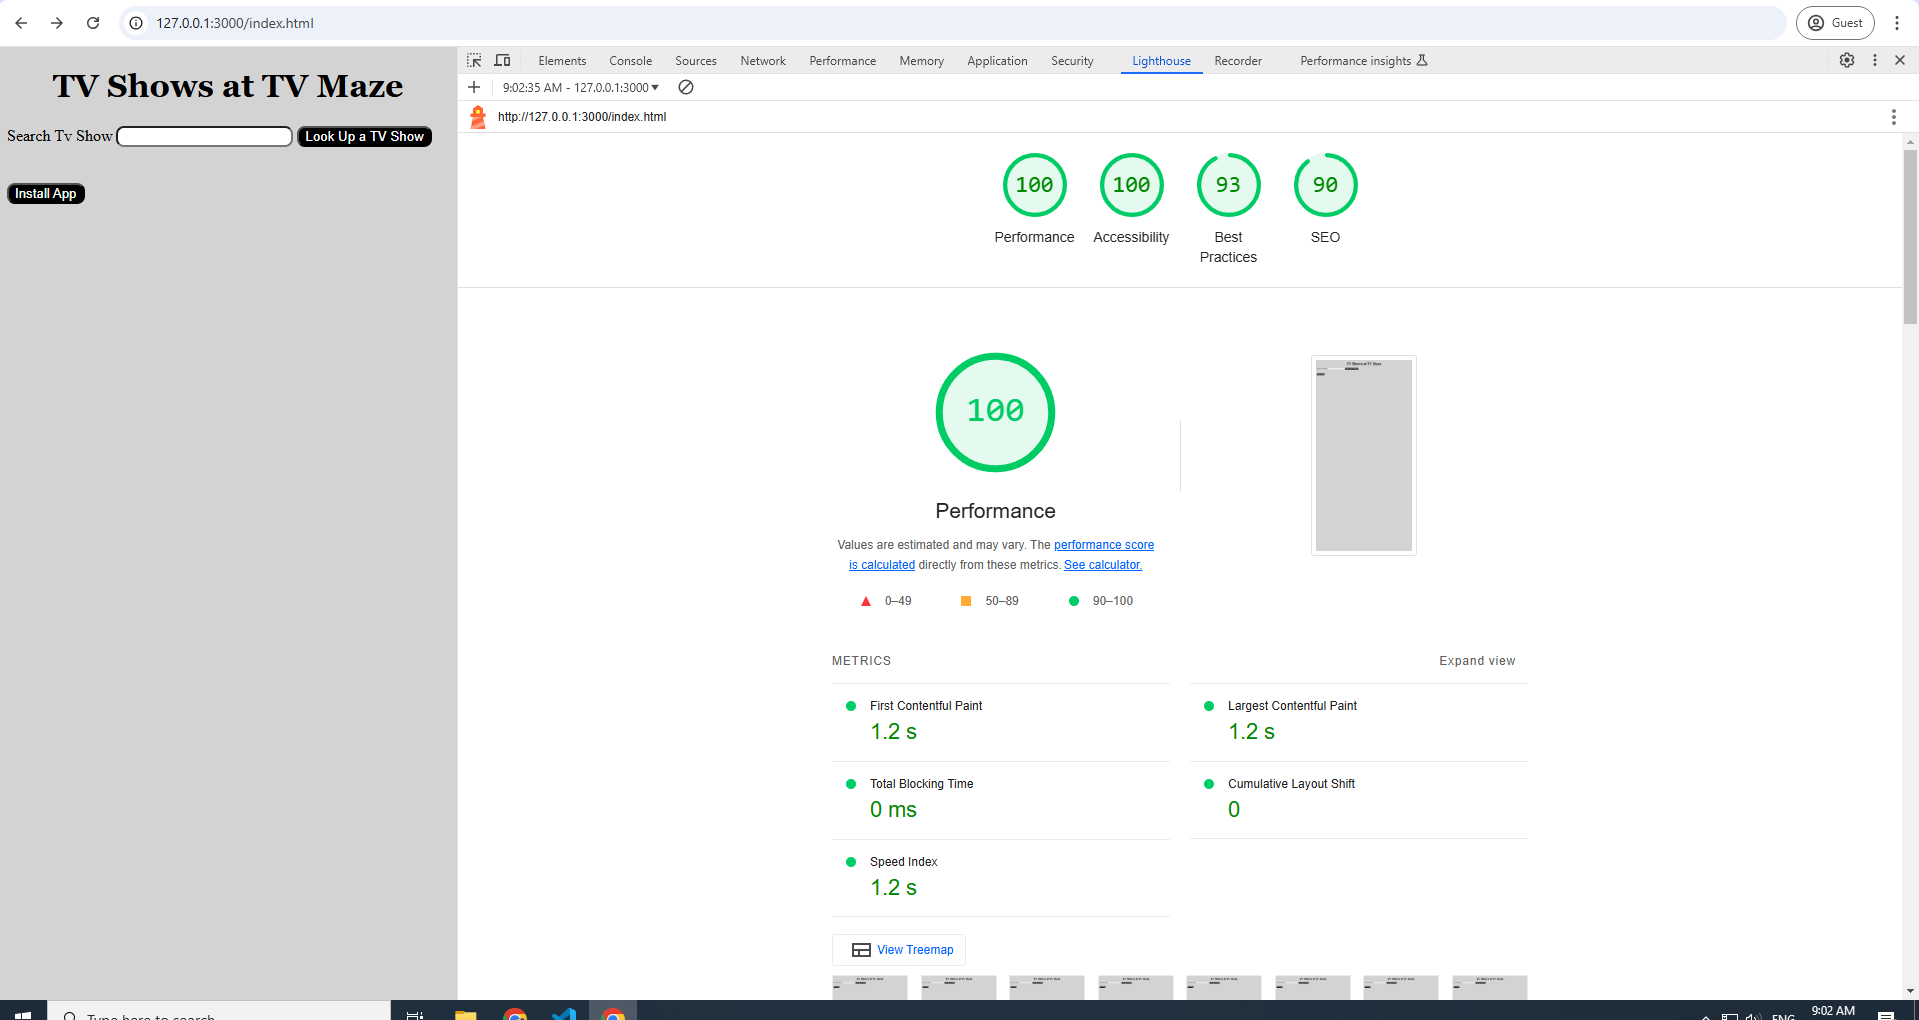 127.0.0.1:3000/index.html
Guest
TV Shows at TV Maze
Search Tv Show
Look Up a TV Show
Install App
Elements Console Sources Network Performance Memory Application Security Lighthouse Recorder Performance insights
9:02:35 AM - 127.0.0.1:3000
http://127.0.0.1:3000/index.html
100 100 93 90
Performance Accessibility Best Practices SEO
100
Performance
Values are estimated and may vary. The performance score
is calculated directly from these metrics. See calculator.
0–49 50–89 90–100
METRICS Expand view
First Contentful Paint
1.2 s
Largest Contentful Paint
1.2 s
Total Blocking Time
0 ms
Cumulative Layout Shift
0
Speed Index
1.2 s
View Treemap
Type here to search
ENG
9:02 AM